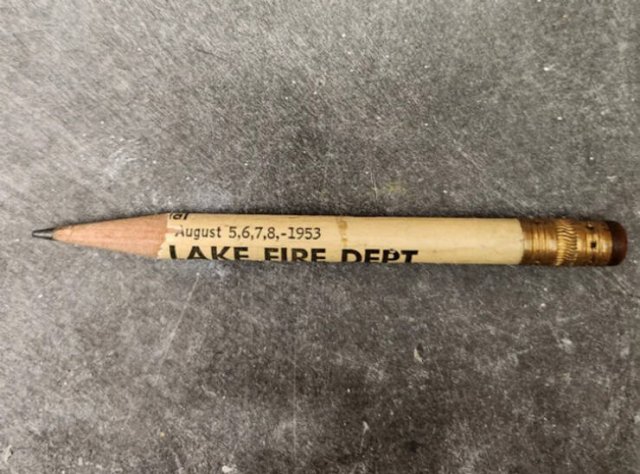 August 5,6,7,8,-1953
LAKE FIRE DEPT